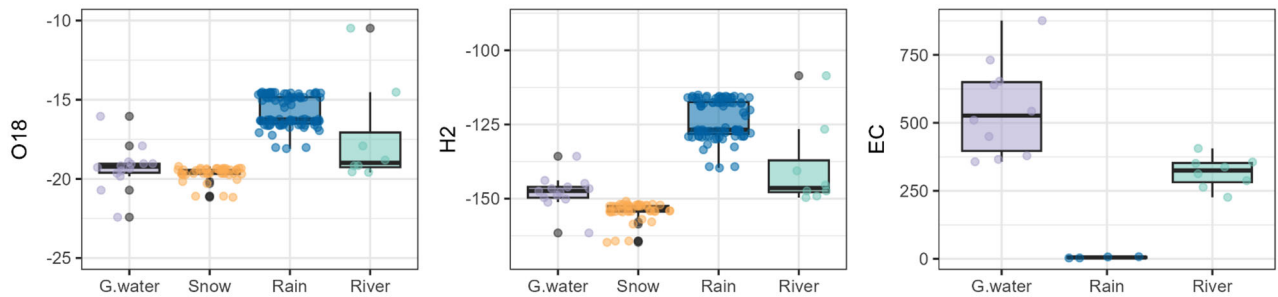 O18
-10
-15
-20
-25
G.water Snow Rain River
H2
-100
-125
-150
G.water Snow Rain River
EC
750
500
250
0
G.water Rain River